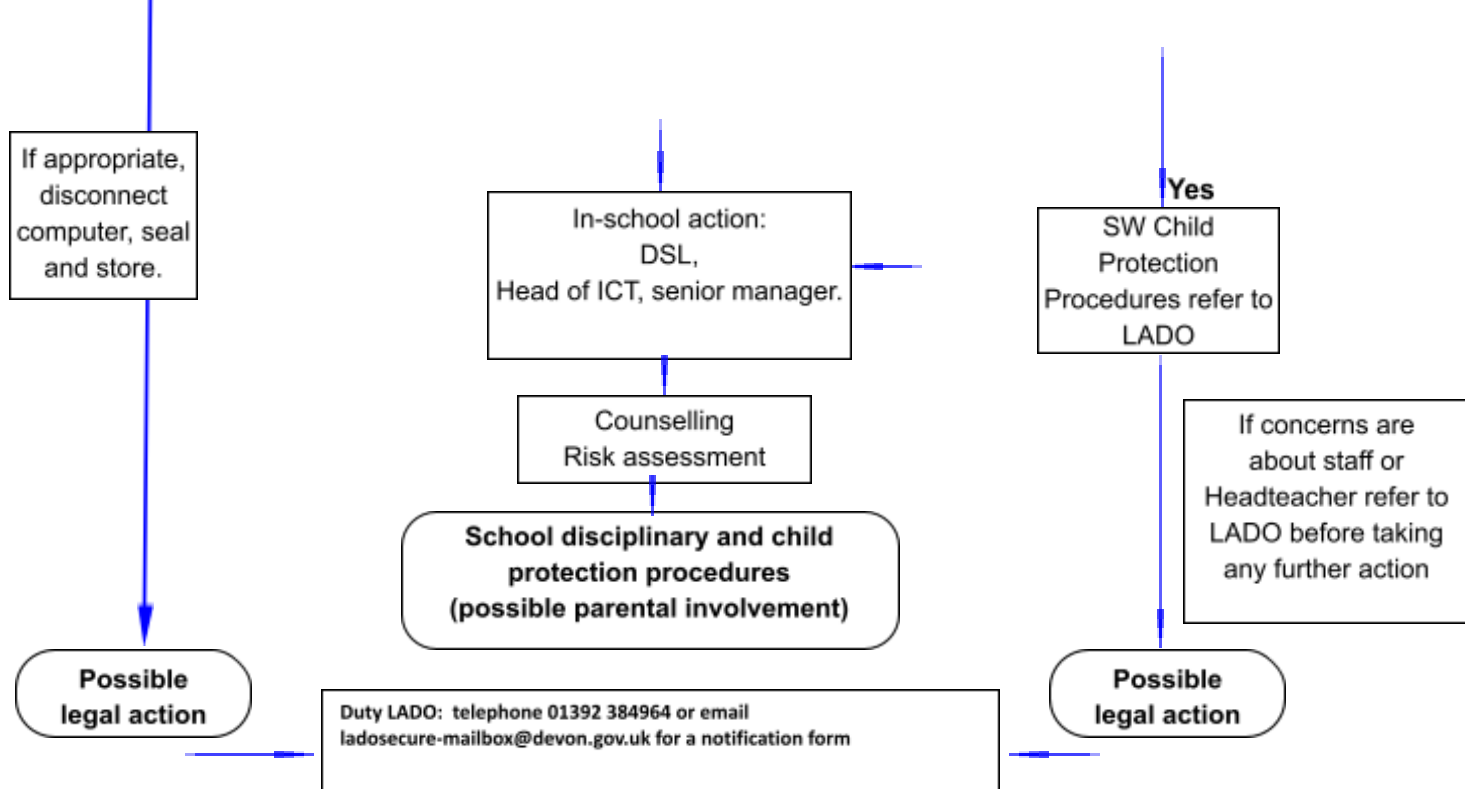 If appropriate,
disconnect
computer, seal
and store.
In-school action:
DSL,
Head of ICT, senior manager.
Yes
SW Child
Protection
Procedures refer to
LADO
Counselling
Risk assessment
If concerns are
about staff or
Headteacher refer to
LADO before taking
any further action
School disciplinary and child
protection procedures
(possible parental involvement)
Possible
legal action
Possible
legal action
Duty LADO:  telephone 01392 384964 or email
ladosecure-mailbox@devon.gov.uk for a notification form